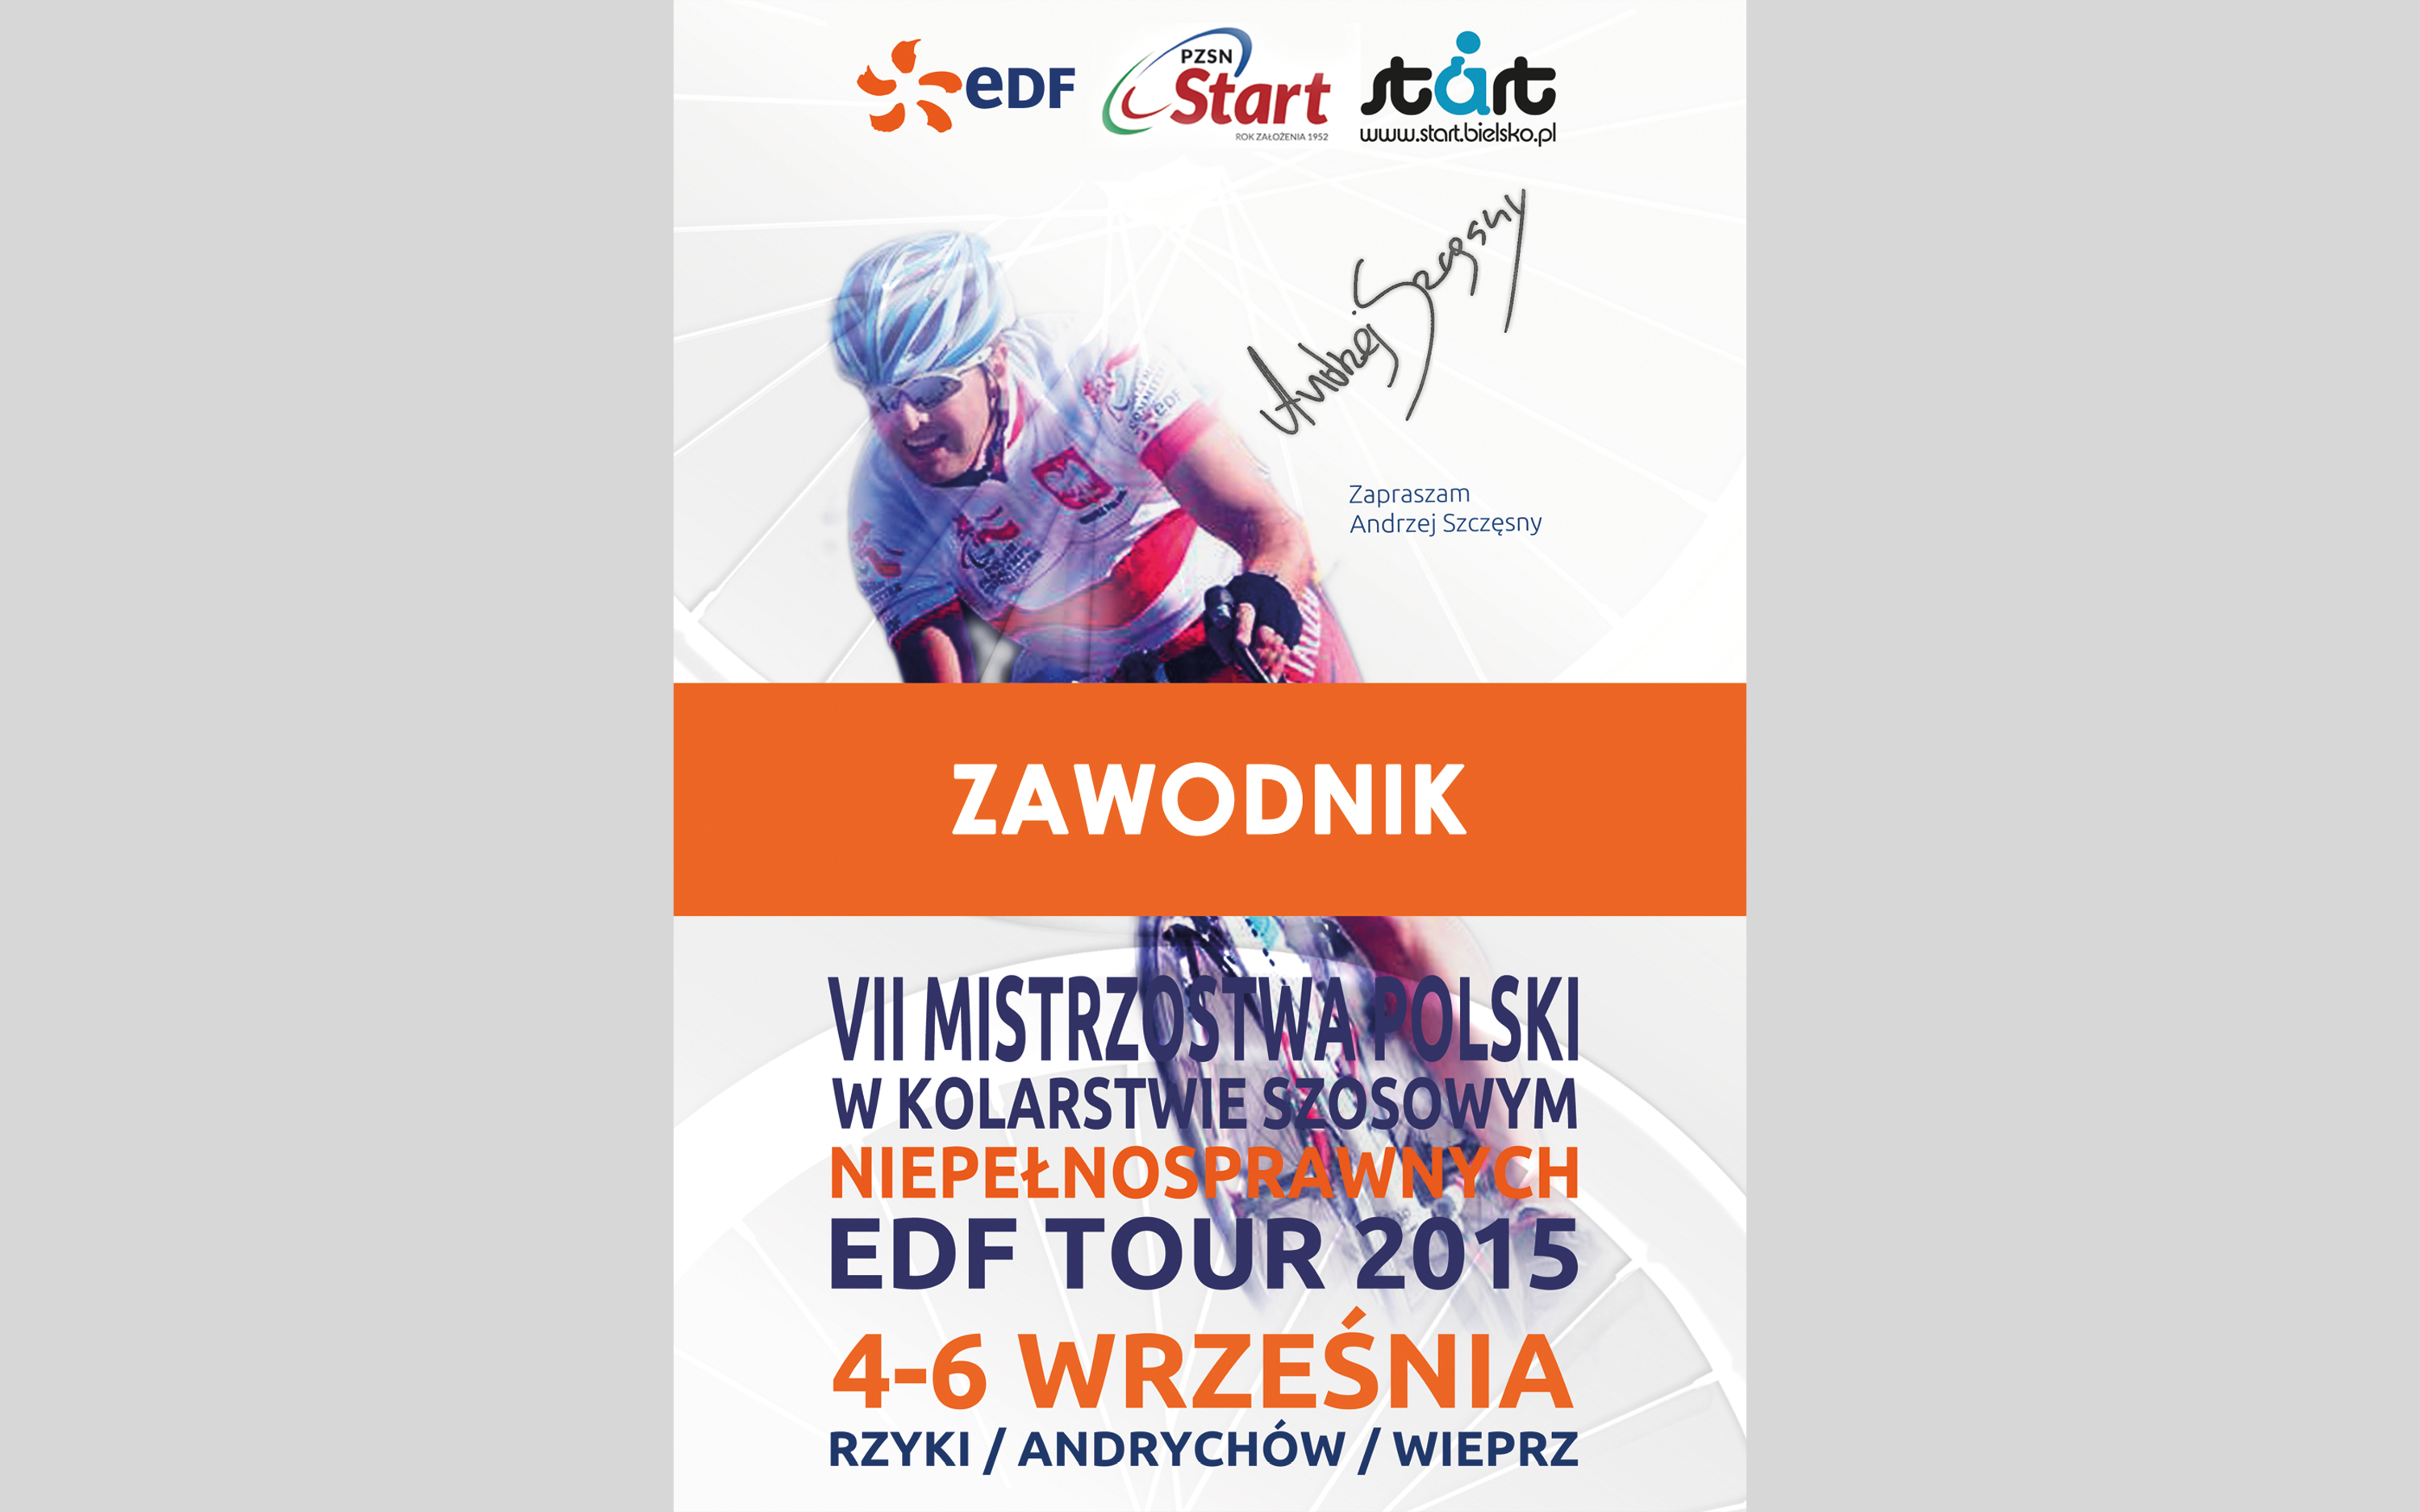 eDF
PZSN
Start
ROK ZAŁOŻENIA 1952
start
www.start.bielsko.pl
Andrzej Szczęsny
Zapraszam
Andrzej Szczęsny
ZAWODNIK
VII MISTRZOSTWA POLSKI
W KOLARSTWIE SZOSOWYM
NIEPEŁNOSPRAWNYCH
EDF TOUR 2015
4-6 WRZEŚNIA
RZYKI / ANDRYCHÓW / WIEPRZ